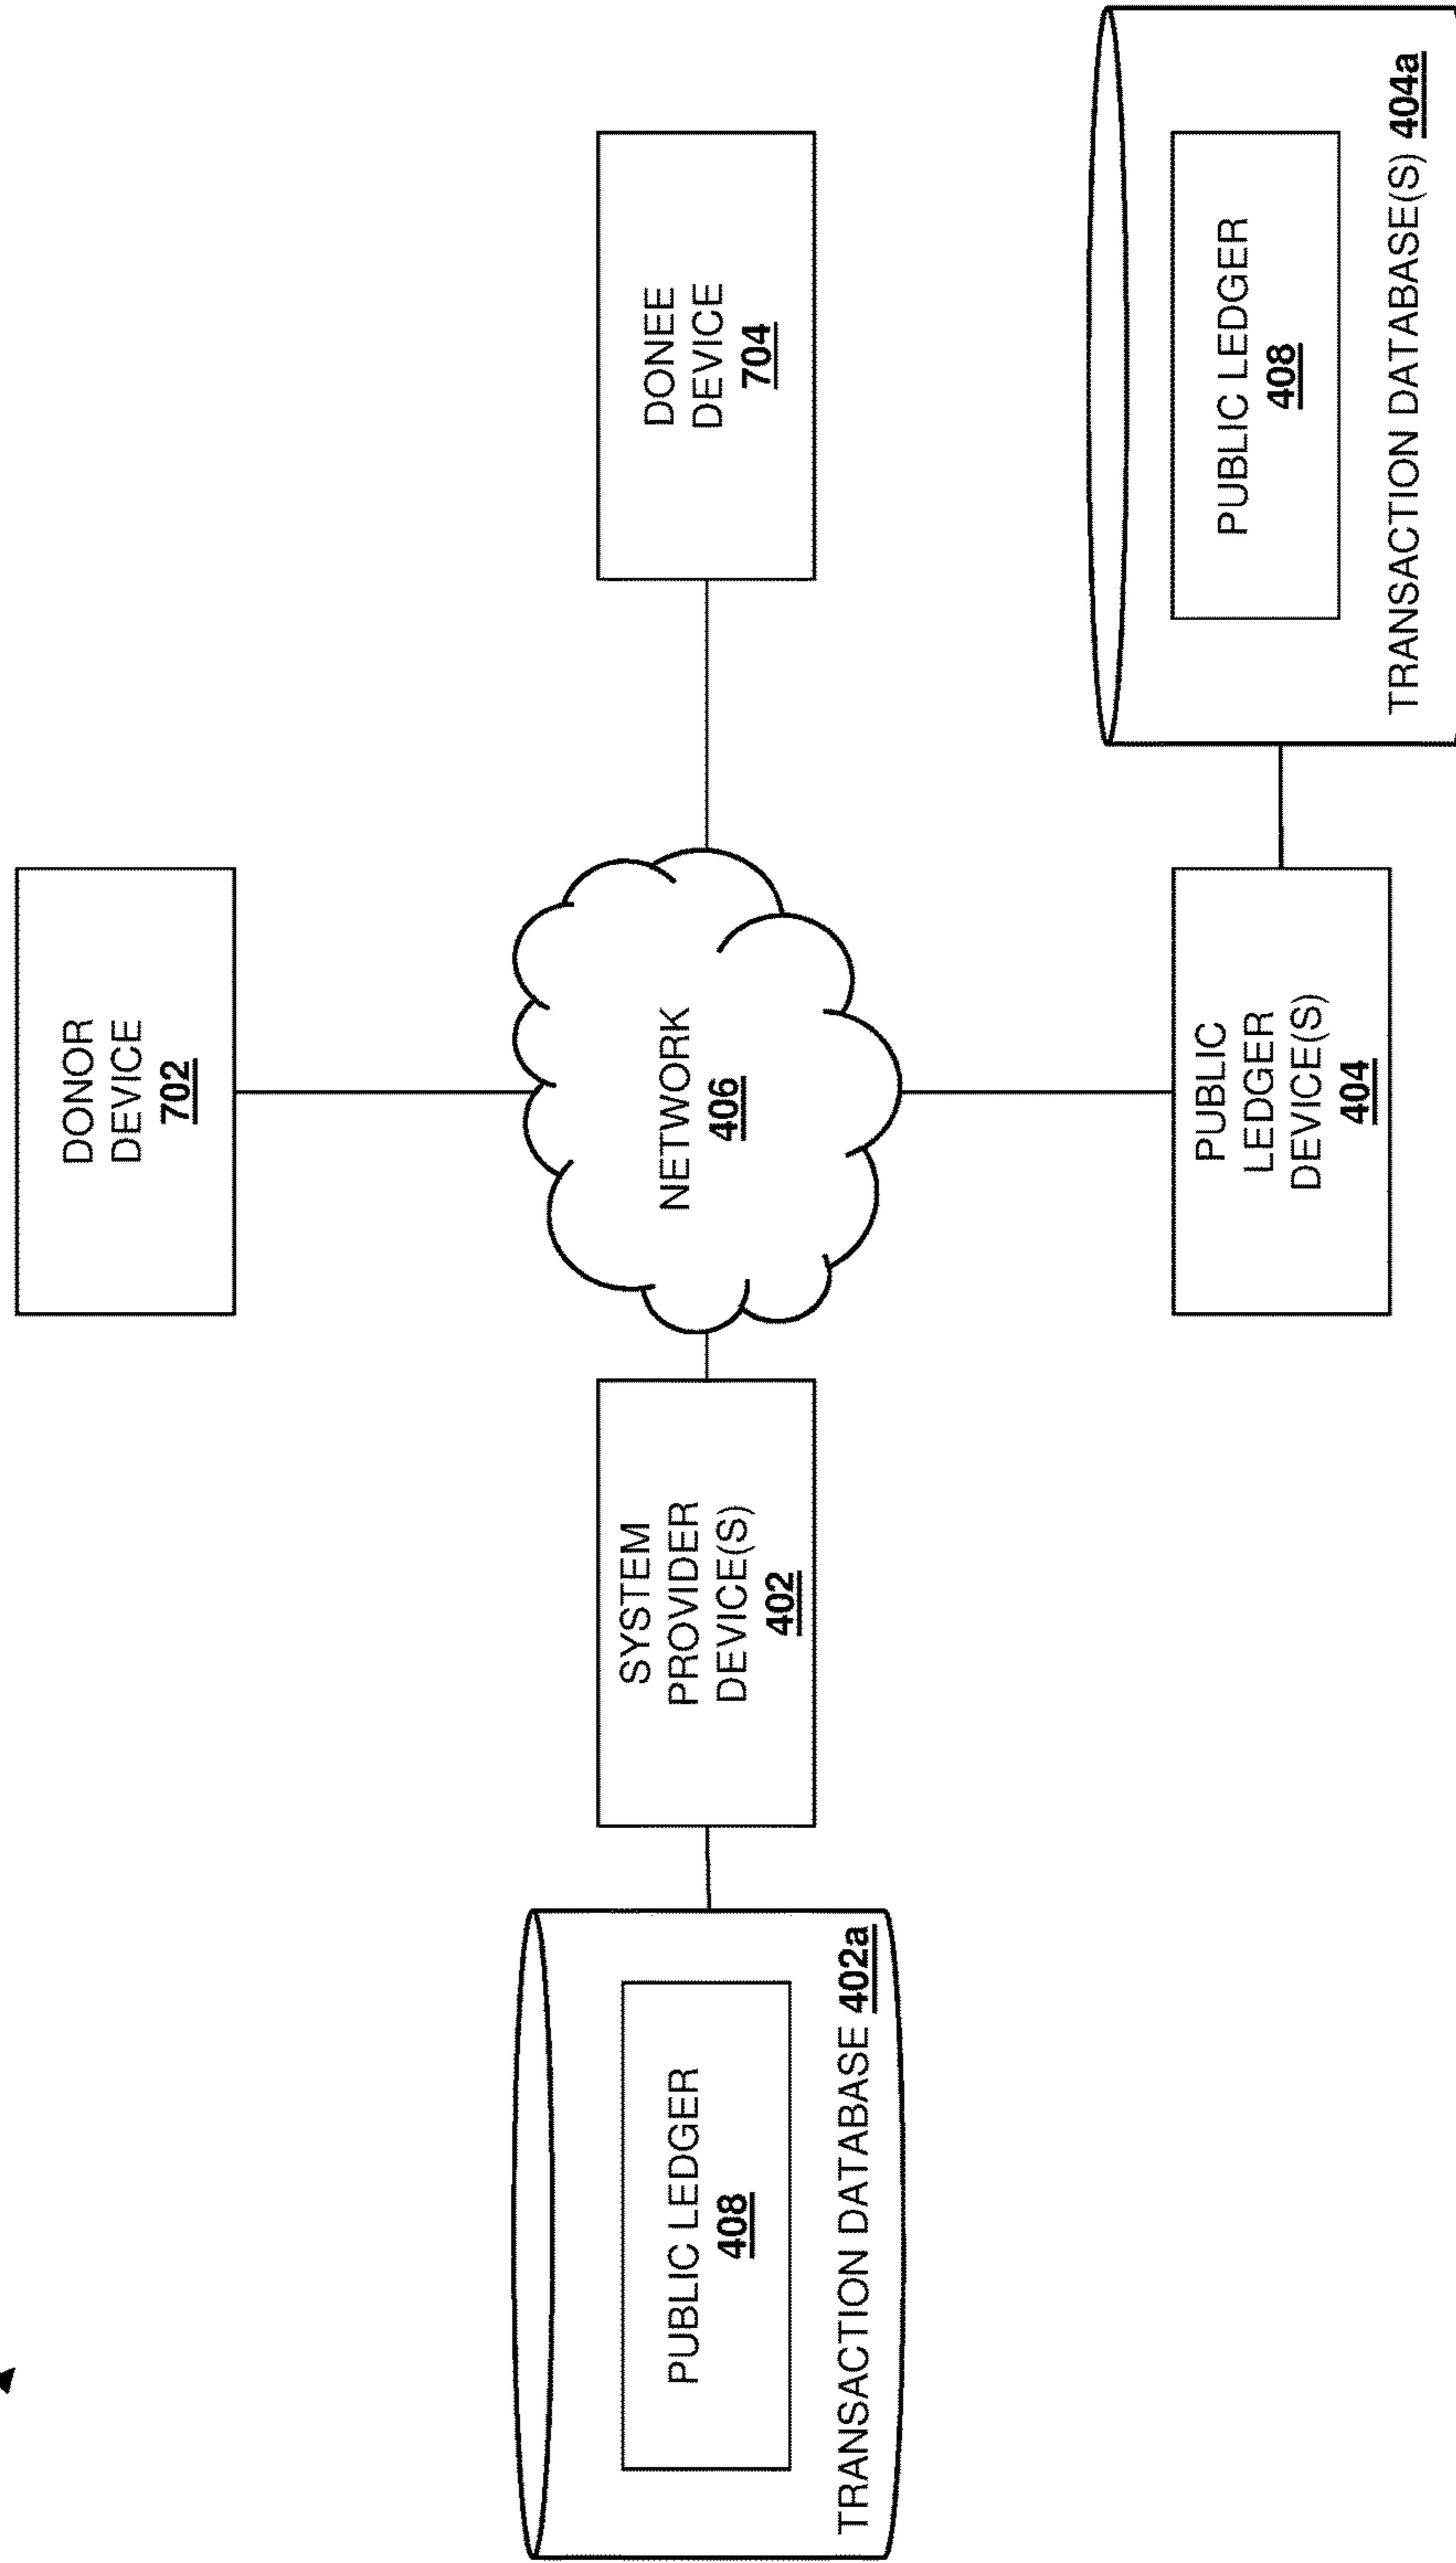 DONOR
DEVICE
702
PUBLIC LEDGER
408
TRANSACTION DATABASE 402a
SYSTEM
PROVIDER
DEVICE(S)
402
NETWORK
406
DONEE
DEVICE
704
PUBLIC
LEDGER
DEVICE(S)
404
PUBLIC LEDGER
408
TRANSACTION DATABASE(S) 404a